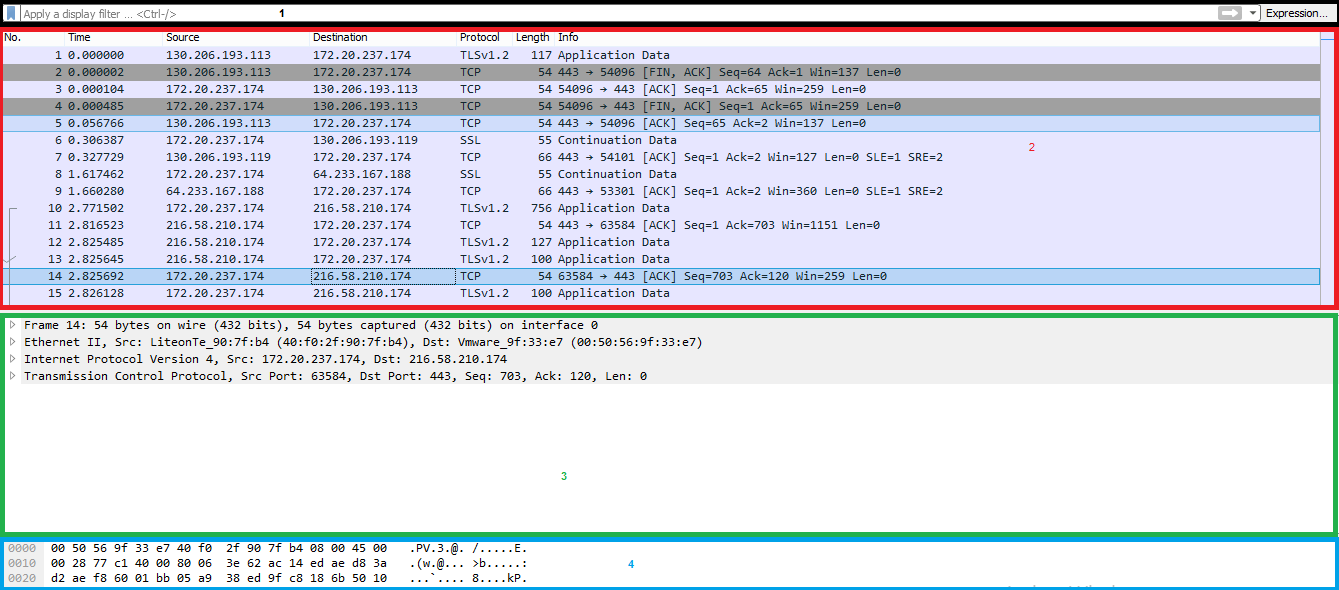 Apply a display filter ... <Ctrl-/> 1 Expression...
No. Time Source Destination Protocol Length Info
1 0.000000 130.206.193.113 172.20.237.174 TLSv1.2 117 Application Data
2 0.000002 130.206.193.113 172.20.237.174 TCP 54 443 → 54096 [FIN, ACK] Seq=64 Ack=1 Win=137 Len=0
3 0.000104 172.20.237.174 130.206.193.113 TCP 54 54096 → 443 [ACK] Seq=1 Ack=65 Win=259 Len=0
4 0.000485 172.20.237.174 130.206.193.113 TCP 54 54096 → 443 [FIN, ACK] Seq=1 Ack=65 Win=259 Len=0
5 0.056766 130.206.193.113 172.20.237.174 TCP 54 443 → 54096 [ACK] Seq=65 Ack=2 Win=137 Len=0
6 0.306387 172.20.237.174 130.206.193.119 SSL 55 Continuation Data
2
7 0.327729 130.206.193.119 172.20.237.174 TCP 66 443 → 54101 [ACK] Seq=1 Ack=2 Win=127 Len=0 SLE=1 SRE=2
8 1.617462 172.20.237.174 64.233.167.188 SSL 55 Continuation Data
9 1.660280 64.233.167.188 172.20.237.174 TCP 66 443 → 53301 [ACK] Seq=1 Ack=2 Win=360 Len=0 SLE=1 SRE=2
10 2.771502 172.20.237.174 216.58.210.174 TLSv1.2 756 Application Data
11 2.816523 216.58.210.174 172.20.237.174 TCP 54 443 → 63584 [ACK] Seq=1 Ack=703 Win=1151 Len=0
12 2.825485 216.58.210.174 172.20.237.174 TLSv1.2 127 Application Data
13 2.825645 216.58.210.174 172.20.237.174 TLSv1.2 100 Application Data
14 2.825692 172.20.237.174 216.58.210.174 TCP 54 63584 → 443 [ACK] Seq=703 Ack=120 Win=259 Len=0
15 2.826128 172.20.237.174 216.58.210.174 TLSv1.2 100 Application Data
Frame 14: 54 bytes on wire (432 bits), 54 bytes captured (432 bits) on interface 0
Ethernet II, Src: LiteonTe_90:7f:b4 (40:f0:2f:90:7f:b4), Dst: Vmware_9f:33:e7 (00:50:56:9f:33:e7)
Internet Protocol Version 4, Src: 172.20.237.174, Dst: 216.58.210.174
Transmission Control Protocol, Src Port: 63584, Dst Port: 443, Seq: 703, Ack: 120, Len: 0
3
0000 00 50 56 9f 33 e7 40 f0 2f 90 7f b4 08 00 45 00 .PV.3.@. /.....E.
0010 00 28 77 c1 40 00 80 06 3e 62 ac 14 ed ae d8 3a .(w.@... >b.....:
4
0020 d2 ae f8 60 01 bb 05 a9 38 ed 9f c8 18 6b 50 10 ...`.... 8....kP.